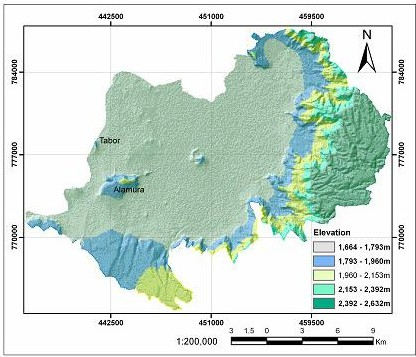 442500 451000 459500
N
784000 784000
Tabor
777000 777000
Alamura
770000 770000
Elevation
1,664 - 1,793m
1,793 - 1,960m
1,960 - 2,153m
2,153 - 2,392m
2,392 - 2,632m
442500 451000 459500
1:200,000 3 1.5 0 3 6 9 Km